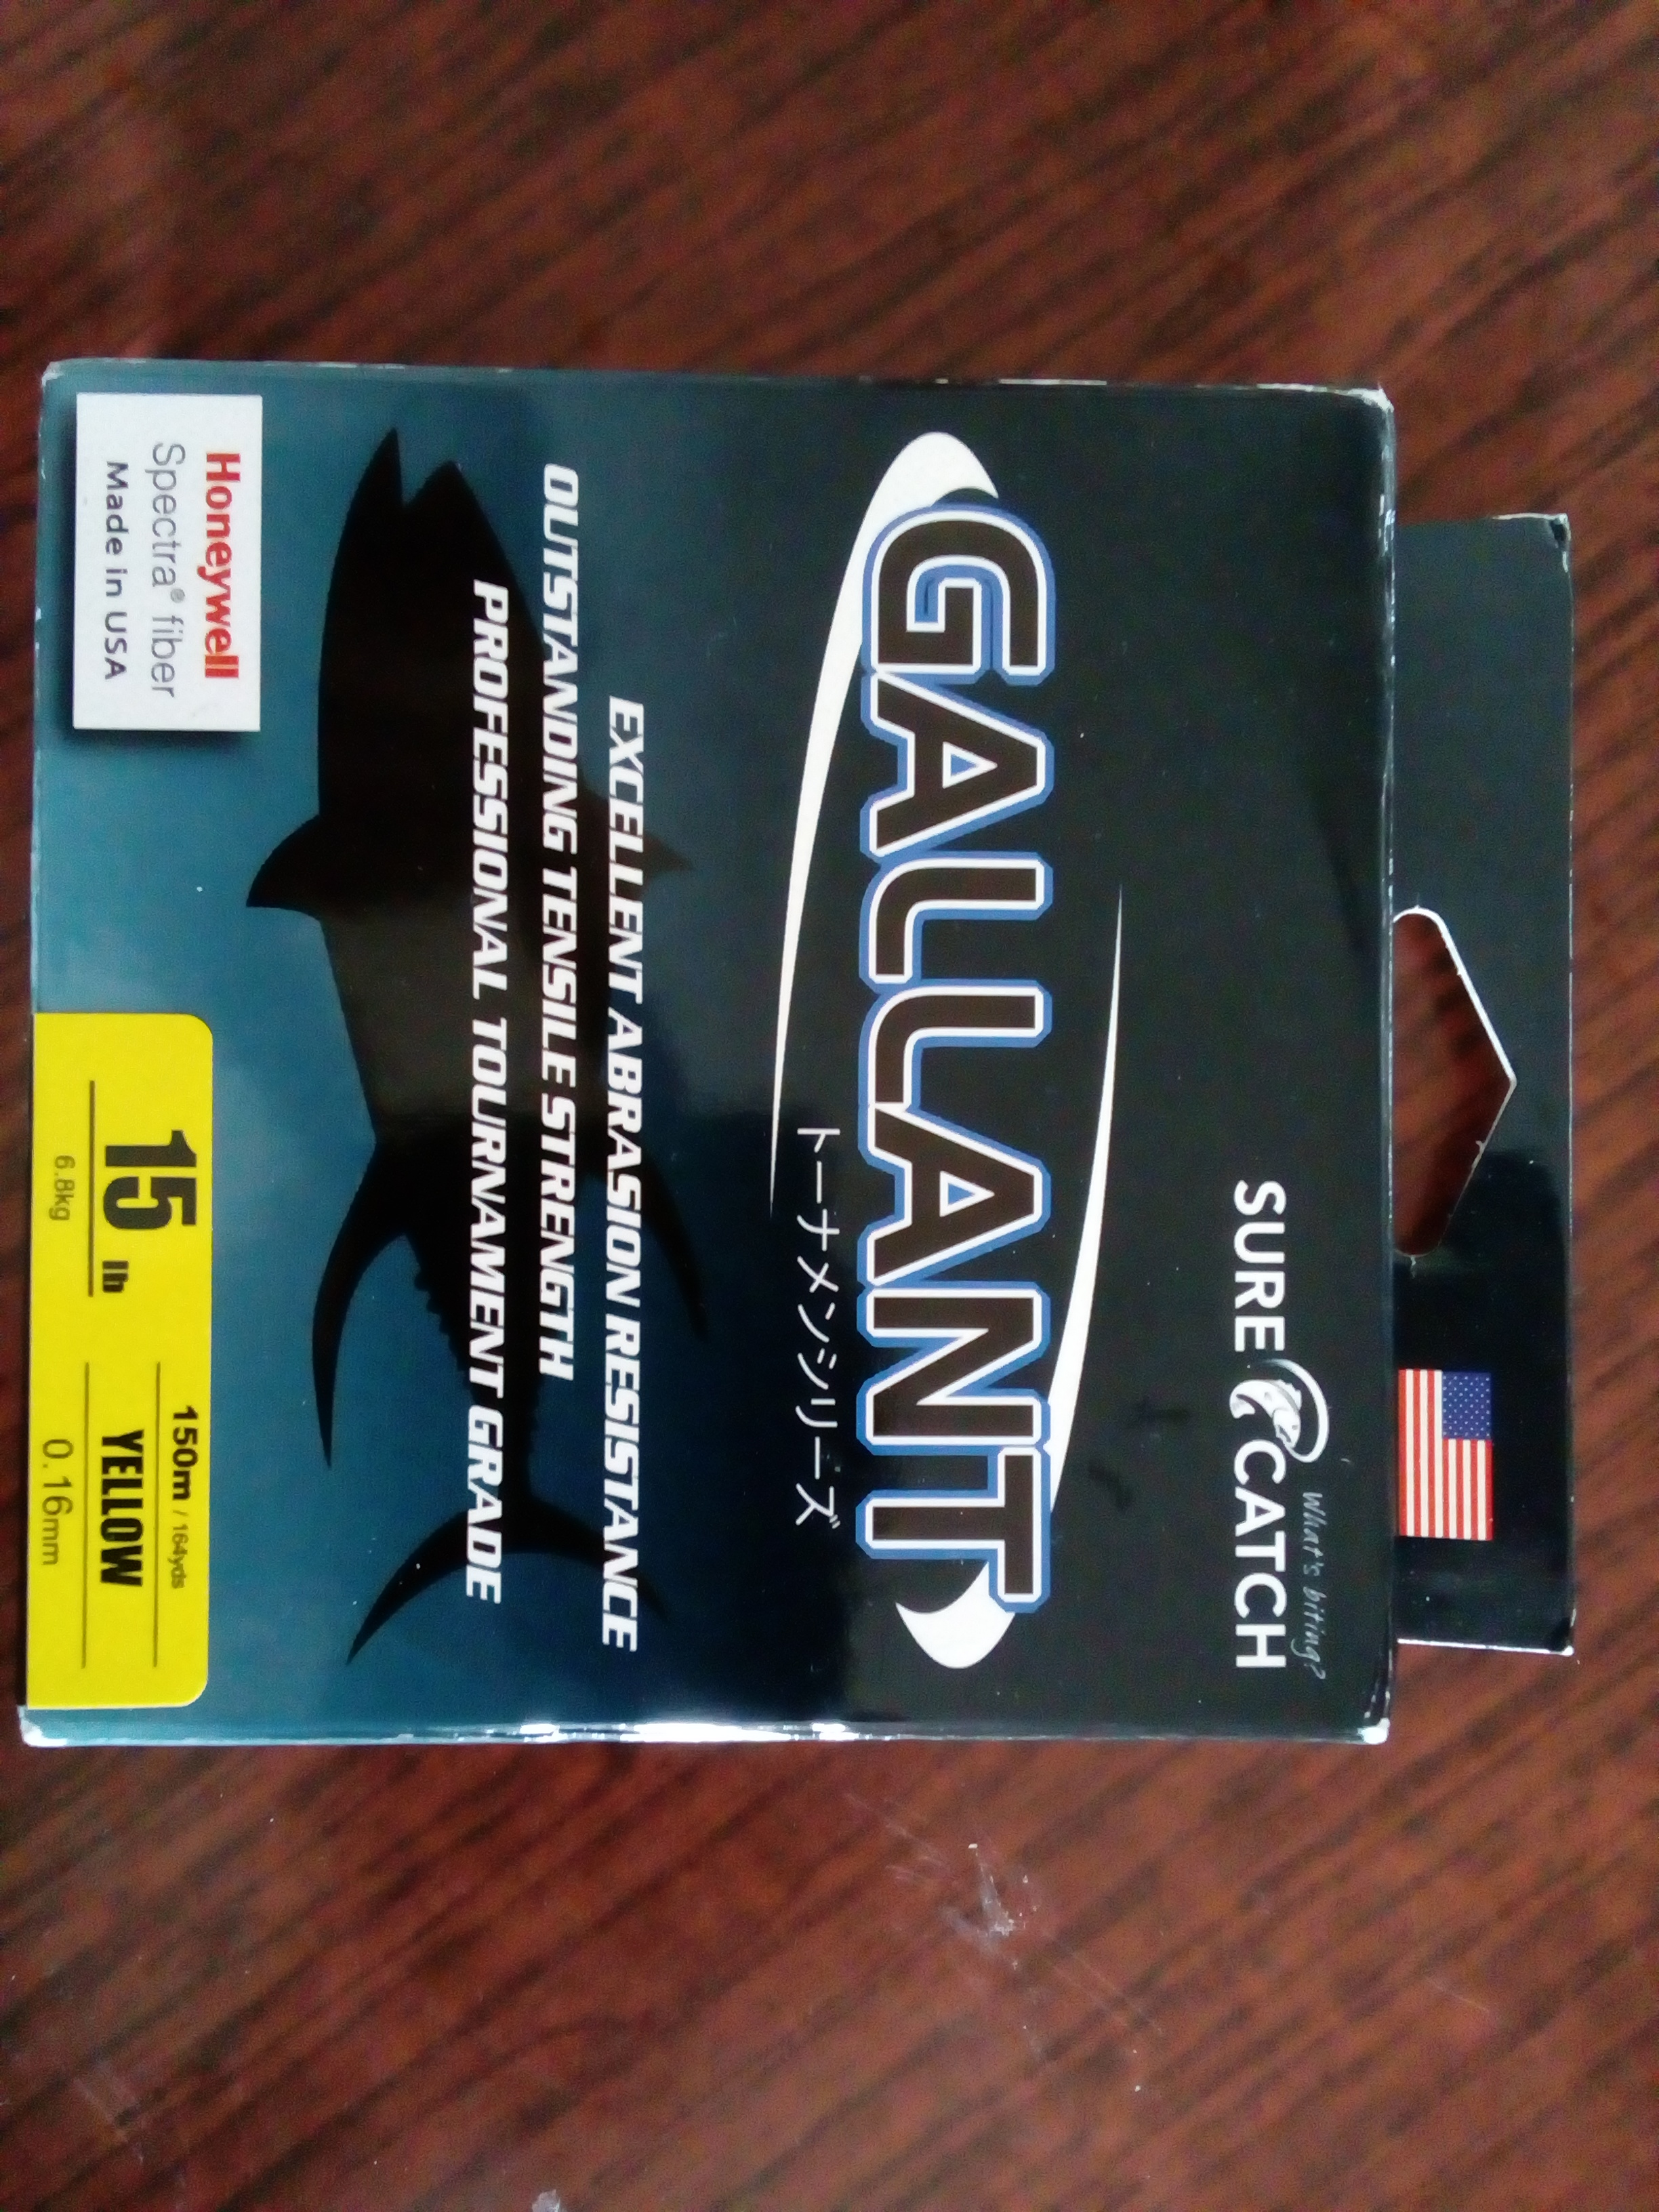 What's biting?
SURE CATCH
GALLANT
トーナメンシリーズ
EXCELLENT ABRASION RESISTANCE
OUTSTANDING TENSILE STRENGTH
PROFESSIONAL TOURNAMENT GRADE
Honeywell
Spectra® fiber
Made in USA
15 lb
6.8kg
150m / 164yds
YELLOW
0.16mm